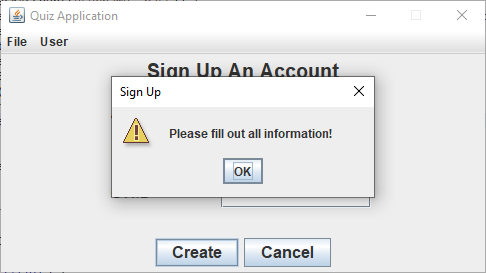 Quiz Application
File User
Sign Up An Account
Sign Up
Please fill out all information!
OK
Create Cancel